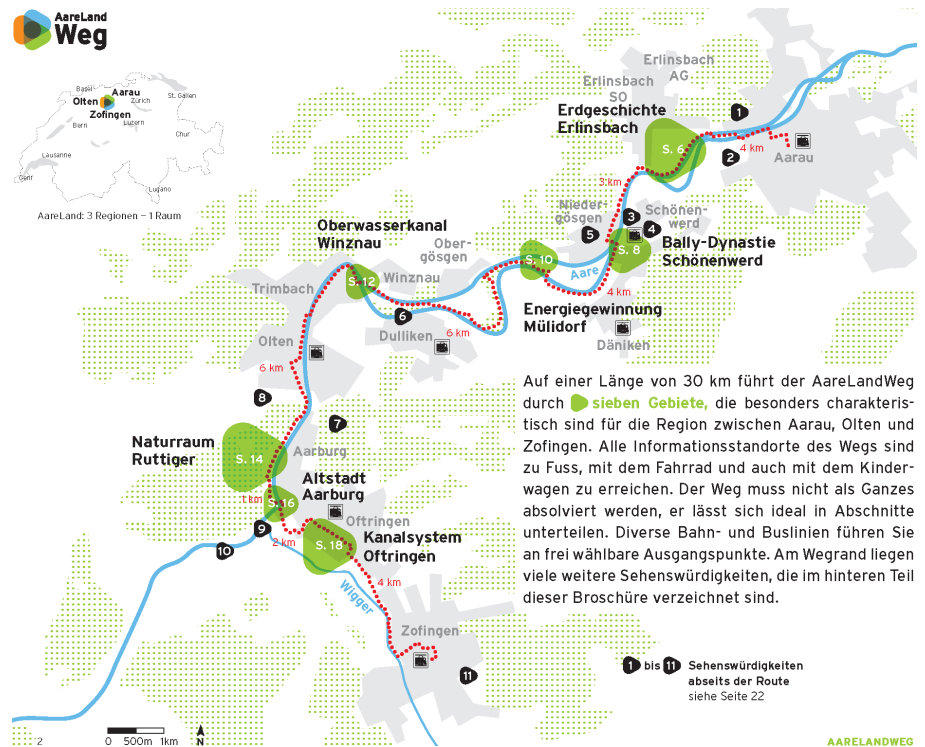 AareLand
Weg
Basel
Aarau
Olten
Zürich
St. Gallen
Zofingen
Bern
Luzern
Chur
Lausanne
Genf
Lugano
AareLand: 3 Regionen – 1 Raum
Erlinsbach
AG
Erlinsbach
SO
Erdgeschichte
Erlinsbach
1
S. 6
4 km
2
Aarau
3 km
Nieder-
gösgen
3
Schönen-
werd
4
5
S. 8
Bally-Dynastie
Schönenwerd
Oberwasserkanal
Winznau
Ober-
gösgen
S. 10
Aare
4 km
S. 12
Winznau
Trimbach
Energiegewinnung
Mülidorf
6
Dulliken
6 km
Däniken
Olten
6 km
8
7
Auf einer Länge von 30 km führt der AareLandWeg
durch sieben Gebiete, die besonders charakteris-
tisch sind für die Region zwischen Aarau, Olten und
Zofingen. Alle Informationsstandorte des Wegs sind
zu Fuss, mit dem Fahrrad und auch mit dem Kinder-
wagen zu erreichen. Der Weg muss nicht als Ganzes
absolviert werden, er lässt sich ideal in Abschnitte
unterteilen. Diverse Bahn- und Buslinien führen Sie
an frei wählbare Ausgangspunkte. Am Wegrand liegen
viele weitere Sehenswürdigkeiten, die im hinteren Teil
dieser Broschüre verzeichnet sind.
Naturraum
Ruttiger
S. 14
Aarburg
Altstadt
Aarburg
1 km
S. 16
9
Oftringen
10
2 km
S. 18
Kanalsystem
Oftringen
4 km
Wigger
Zofingen
11
1 bis 11 Sehenswürdigkeiten
abseits der Route
siehe Seite 22
2
0 500m 1km
N
AARELANDWEG